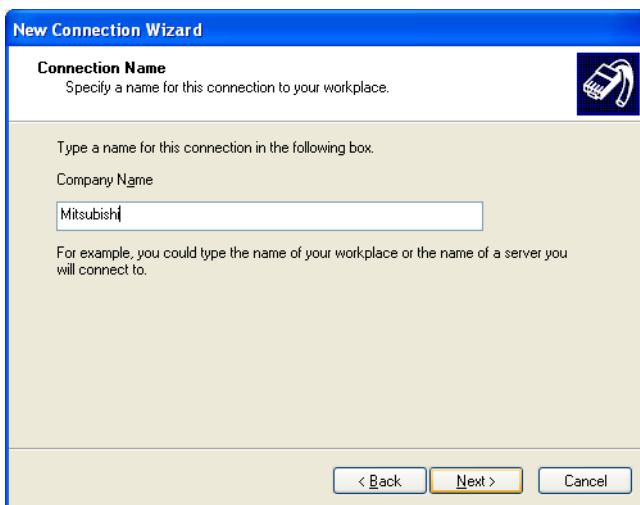 New Connection Wizard
Connection Name
Specify a name for this connection to your workplace.
Type a name for this connection in the following box.
Company Name
Mitsubishi
For example, you could type the name of your workplace or the name of a server you
will connect to.
< Back Next > Cancel